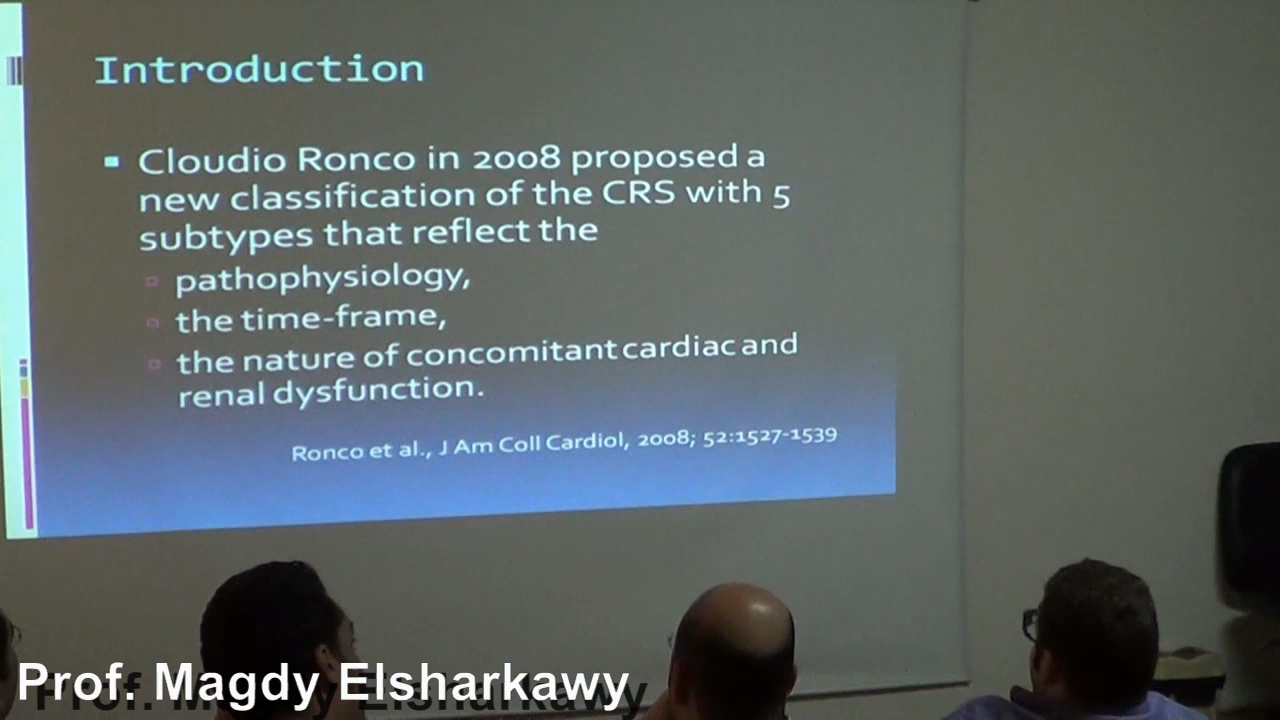 Introduction
Cloudio Ronco in 2008 proposed a
new classification of the CRS with 5
subtypes that reflect the
pathophysiology,
the time-frame,
the nature of concomitant cardiac and
renal dysfunction.
Ronco et al., J Am Coll Cardiol, 2008; 52:1527-1539
Prof. Magdy Elsharkawy